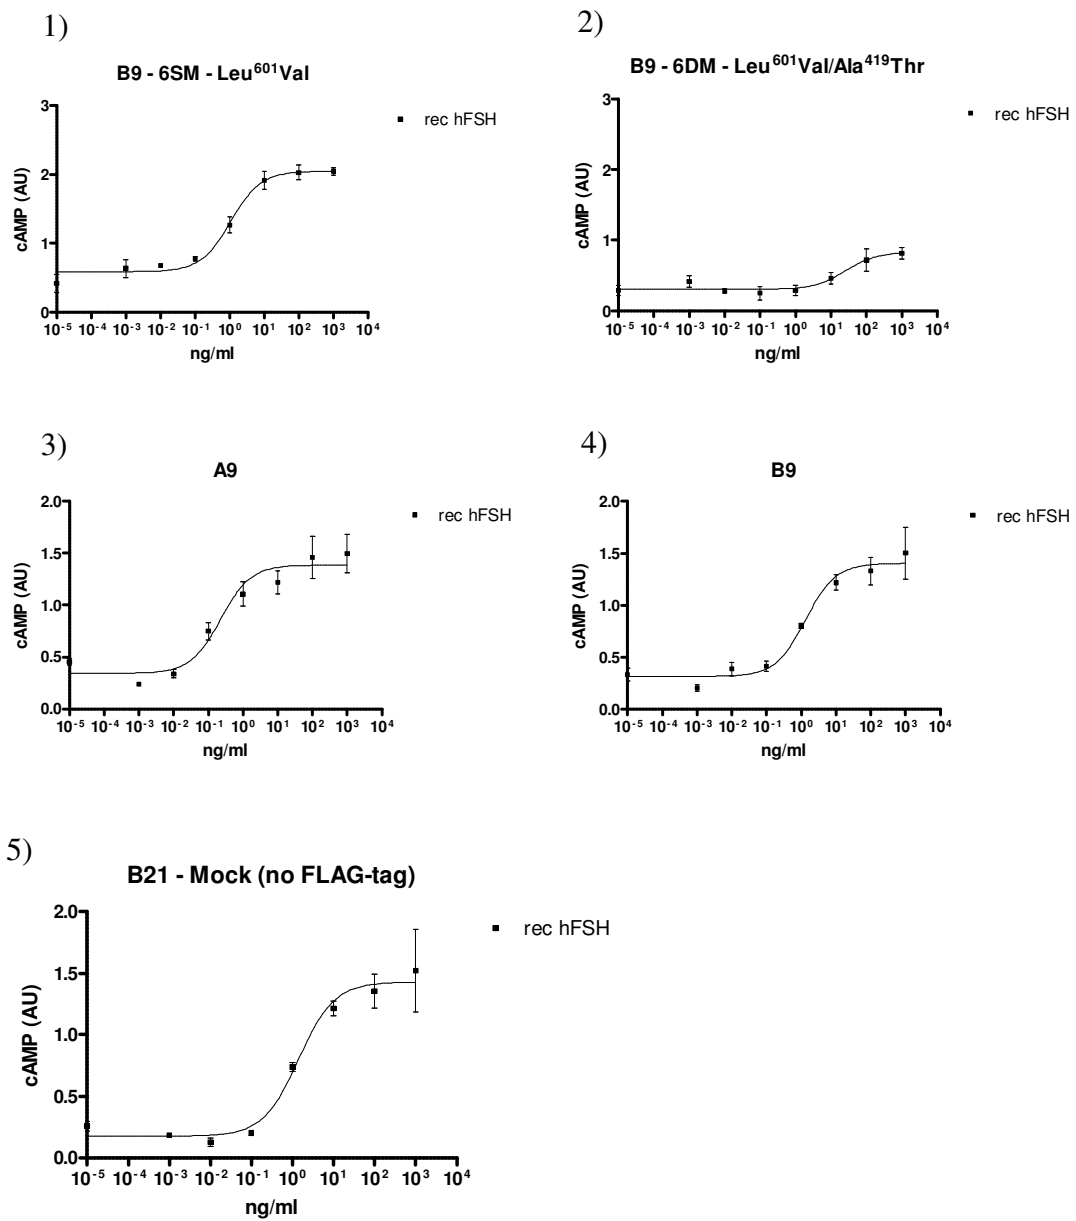 1)
B9 - 6SM - Leu⁶⁰¹Val
3
2
1
0
cAMP (AU)
10⁻⁵ 10⁻⁴ 10⁻³ 10⁻² 10⁻¹ 10⁰ 10¹ 10² 10³ 10⁴
ng/ml
rec hFSH
2)
B9 - 6DM - Leu⁶⁰¹Val/Ala⁴¹⁹Thr
3
2
1
0
cAMP (AU)
10⁻⁵ 10⁻⁴ 10⁻³ 10⁻² 10⁻¹ 10⁰ 10¹ 10² 10³ 10⁴
ng/ml
rec hFSH
3)
A9
2.0
1.5
1.0
0.5
0.0
cAMP (AU)
10⁻⁵ 10⁻⁴ 10⁻³ 10⁻² 10⁻¹ 10⁰ 10¹ 10² 10³ 10⁴
ng/ml
rec hFSH
4)
B9
2.0
1.5
1.0
0.5
0.0
cAMP (AU)
10⁻⁵ 10⁻⁴ 10⁻³ 10⁻² 10⁻¹ 10⁰ 10¹ 10² 10³ 10⁴
ng/ml
rec hFSH
5)
B21 - Mock (no FLAG-tag)
2.0
1.5
1.0
0.5
0.0
cAMP (AU)
10⁻⁵ 10⁻⁴ 10⁻³ 10⁻² 10⁻¹ 10⁰ 10¹ 10² 10³ 10⁴
ng/ml
rec hFSH